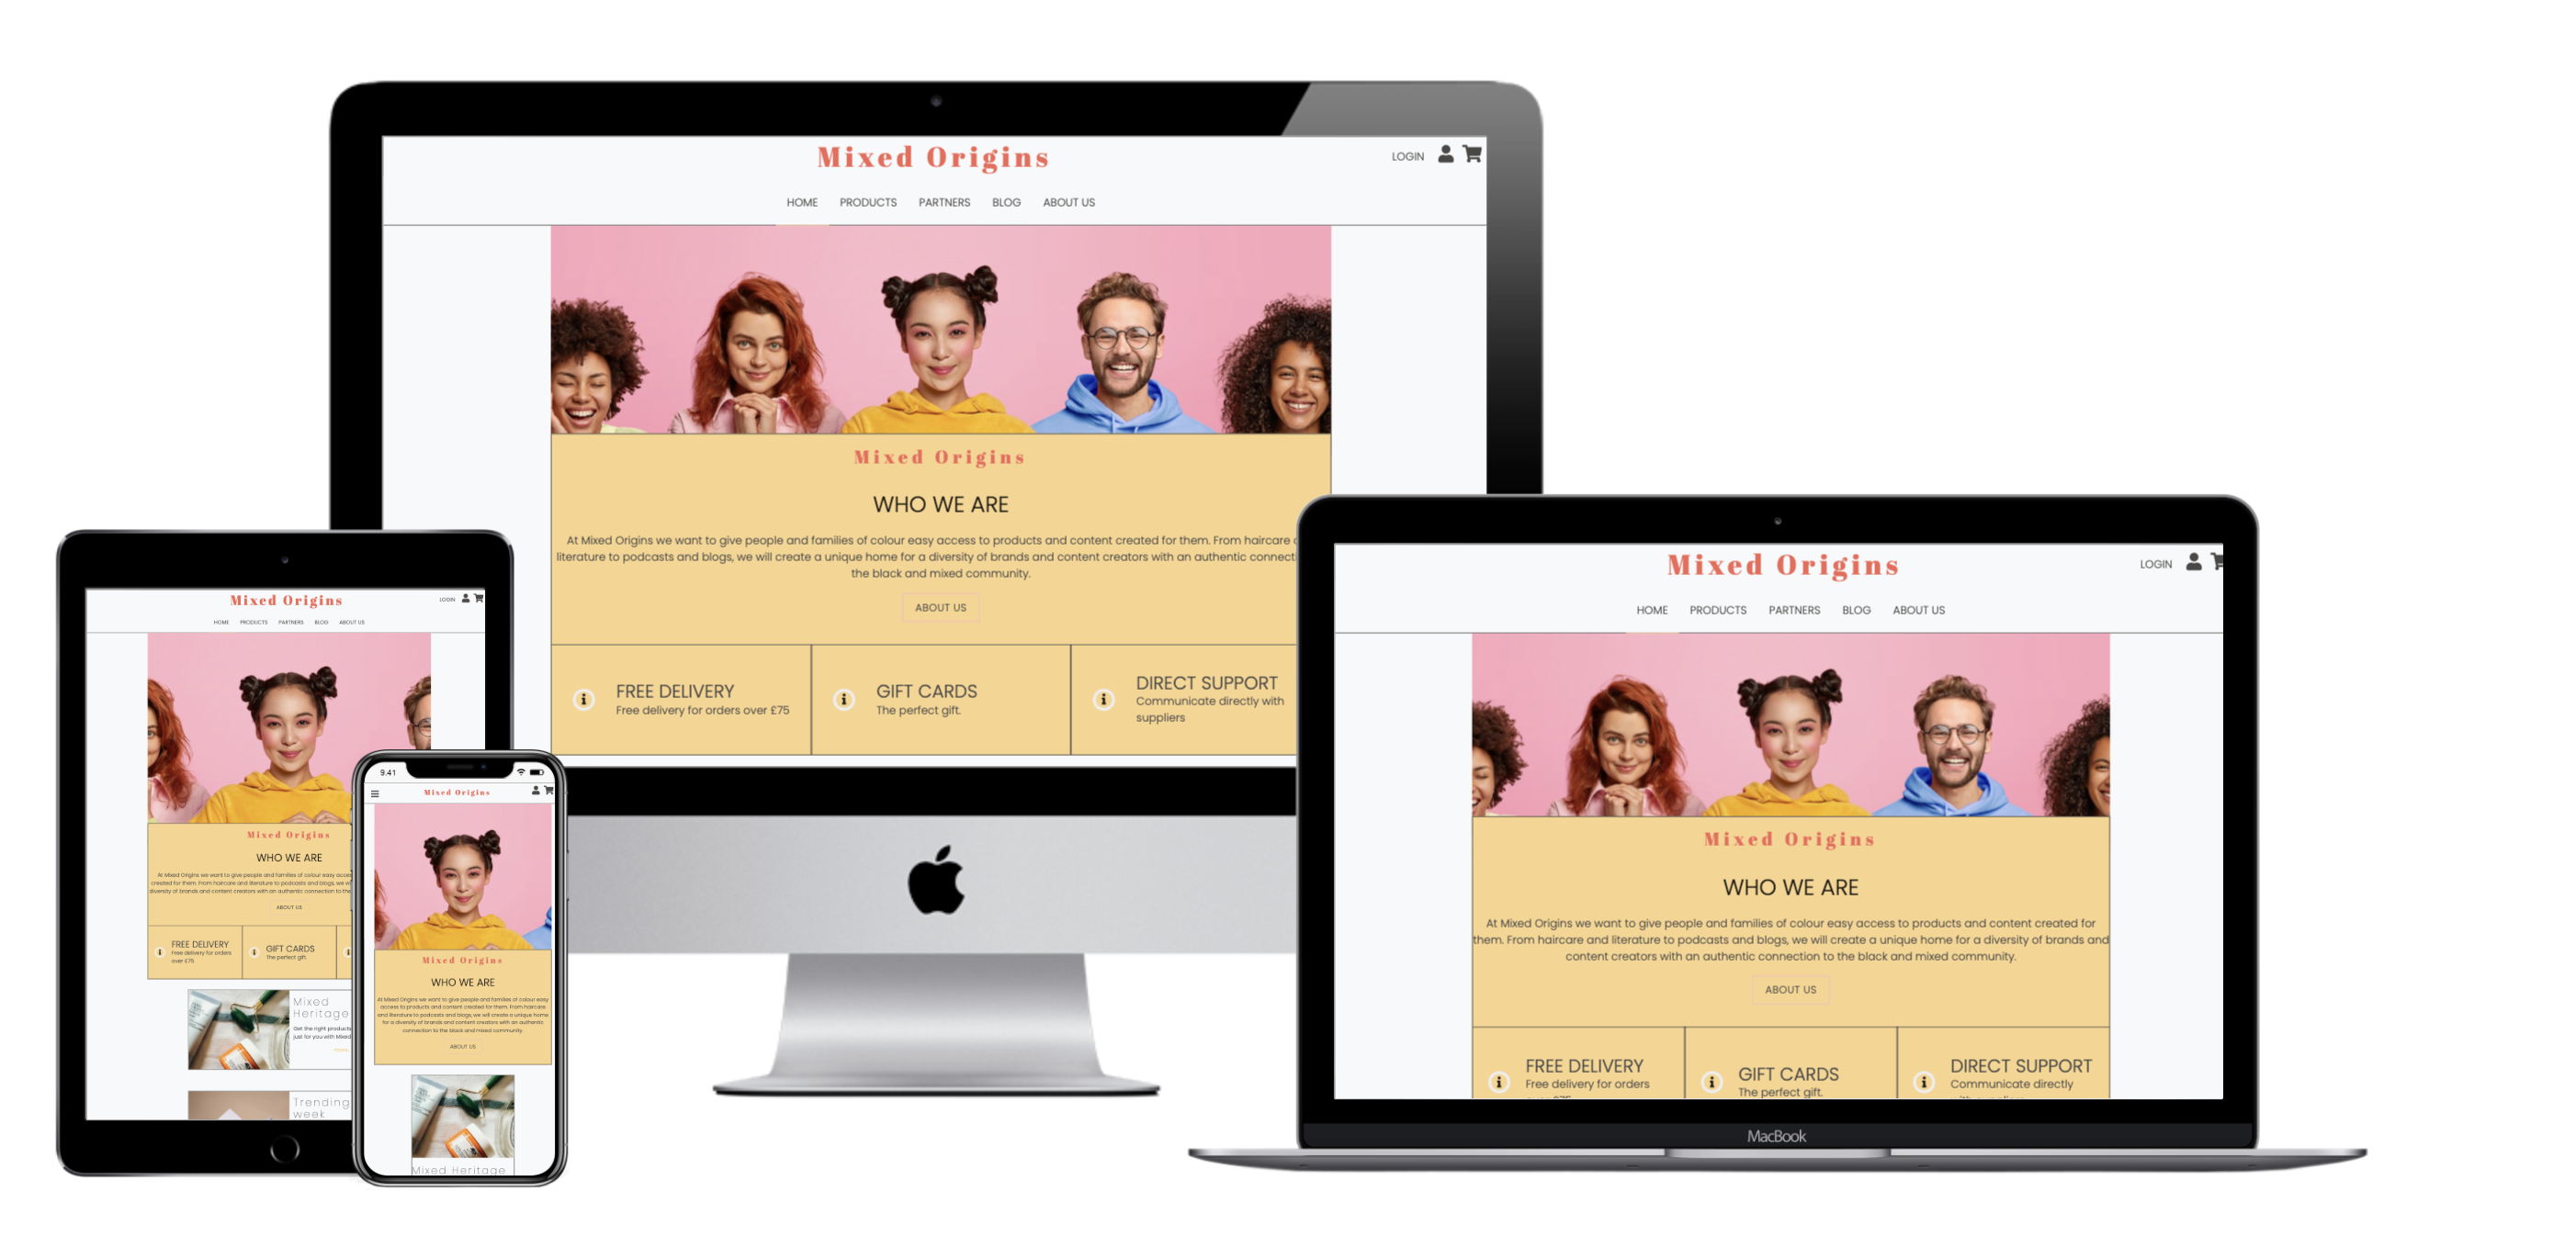 Mixed Origins
LOGIN
HOME PRODUCTS PARTNERS BLOG ABOUT US
Mixed Origins
WHO WE ARE
At Mixed Origins we want to give people and families of colour easy access to products and content created for them. From haircare
literature to podcasts and blogs, we will create a unique home for a diversity of brands and content creators with an authentic connecti
the black and mixed community.
ABOUT US
FREE DELIVERY
Free delivery for orders over £75
GIFT CARDS
The perfect gift.
DIRECT SUPPORT
Communicate directly with
suppliers
Mixed Origins
LOGIN
HOME PRODUCTS PARTNERS BLOG ABOUT US
Mixed Origins
WHO WE ARE
At Mixed Origins we want to give people and families of colour easy acces
created for them. From haircare and literature to podcasts and blogs, we w
diversity of brands and content creators with an authentic connection to the
ABOUT US
FREE DELIVERY
Free delivery for orders
over £75
GIFT CARDS
The perfect gift.
Mixed
Heritage
Get the right products
just for you with Mixed
Trending
week
9.41
Mixed Origins
Mixed Origins
WHO WE ARE
At Mixed Origins we want to give people and families of colour easy
access to products and content created for them. From haircare
and literature to podcasts and blogs, we will create a unique home
for a diversity of brands and content creators with an authentic
connection to the black and mixed community.
ABOUT US
Mixed Heritage
Mixed Origins
LOGIN
HOME PRODUCTS PARTNERS BLOG ABOUT US
Mixed Origins
WHO WE ARE
At Mixed Origins we want to give people and families of colour easy access to products and content created for
them. From haircare and literature to podcasts and blogs, we will create a unique home for a diversity of brands and
content creators with an authentic connection to the black and mixed community.
ABOUT US
FREE DELIVERY
Free delivery for orders
GIFT CARDS
The perfect gift.
DIRECT SUPPORT
Communicate directly
MacBook